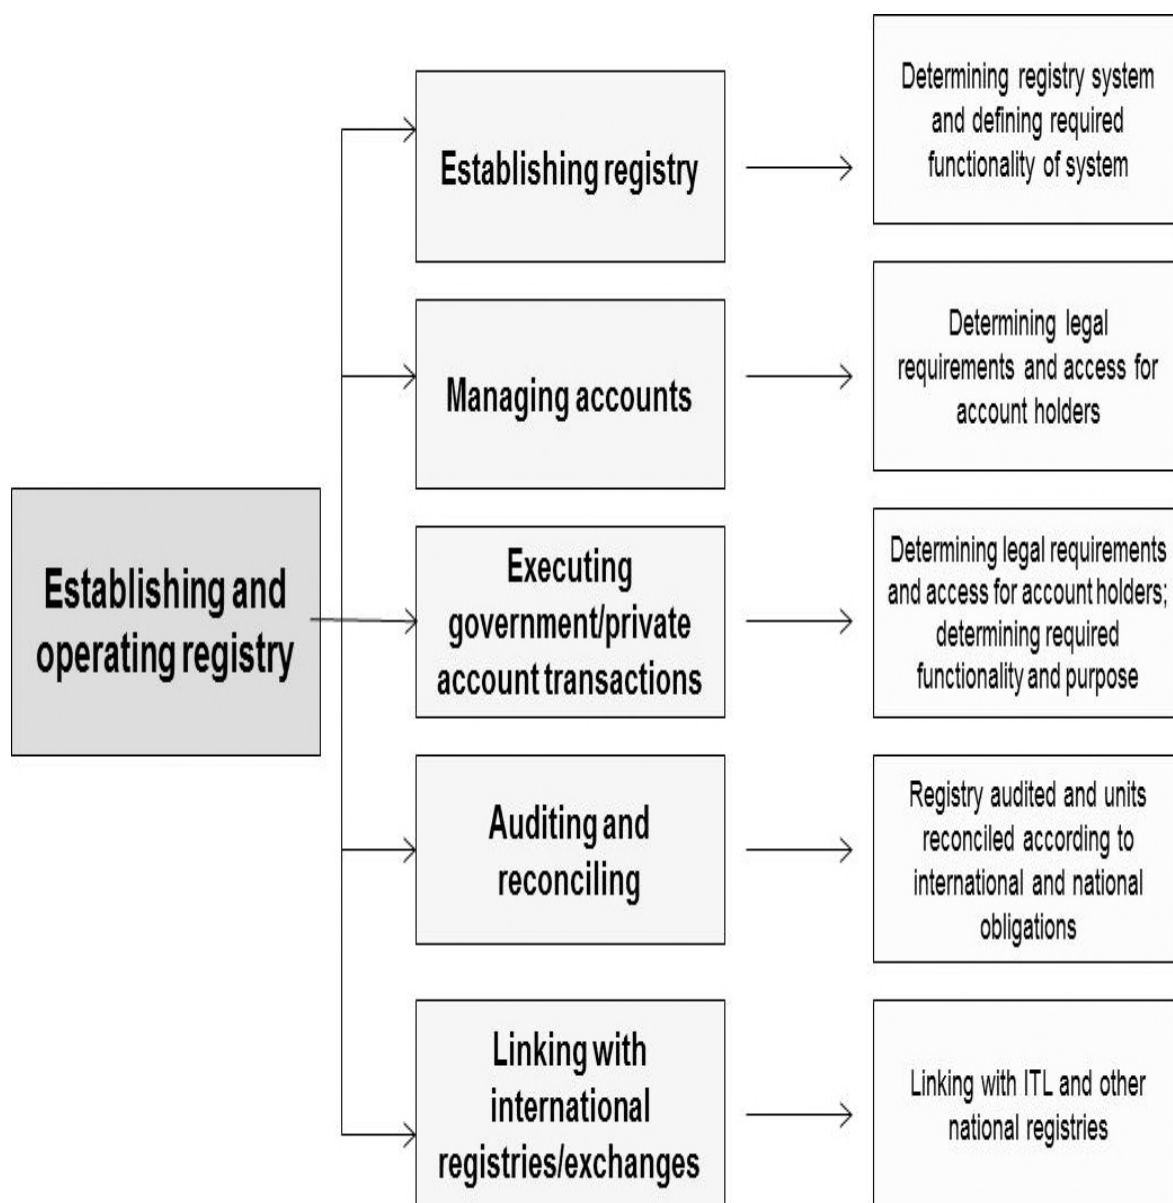 Establishing and
operating registry
Establishing registry
Determining registry system
and defining required
functionality of system
Managing accounts
Determining legal
requirements and access for
account holders
Executing
government/private
account transactions
Determining legal requirements
and access for account holders;
determining required
functionality and purpose
Auditing and
reconciling
Registry audited and units
reconciled according to
international and national
obligations
Linking with
international
registries/exchanges
Linking with ITL and other
national registries